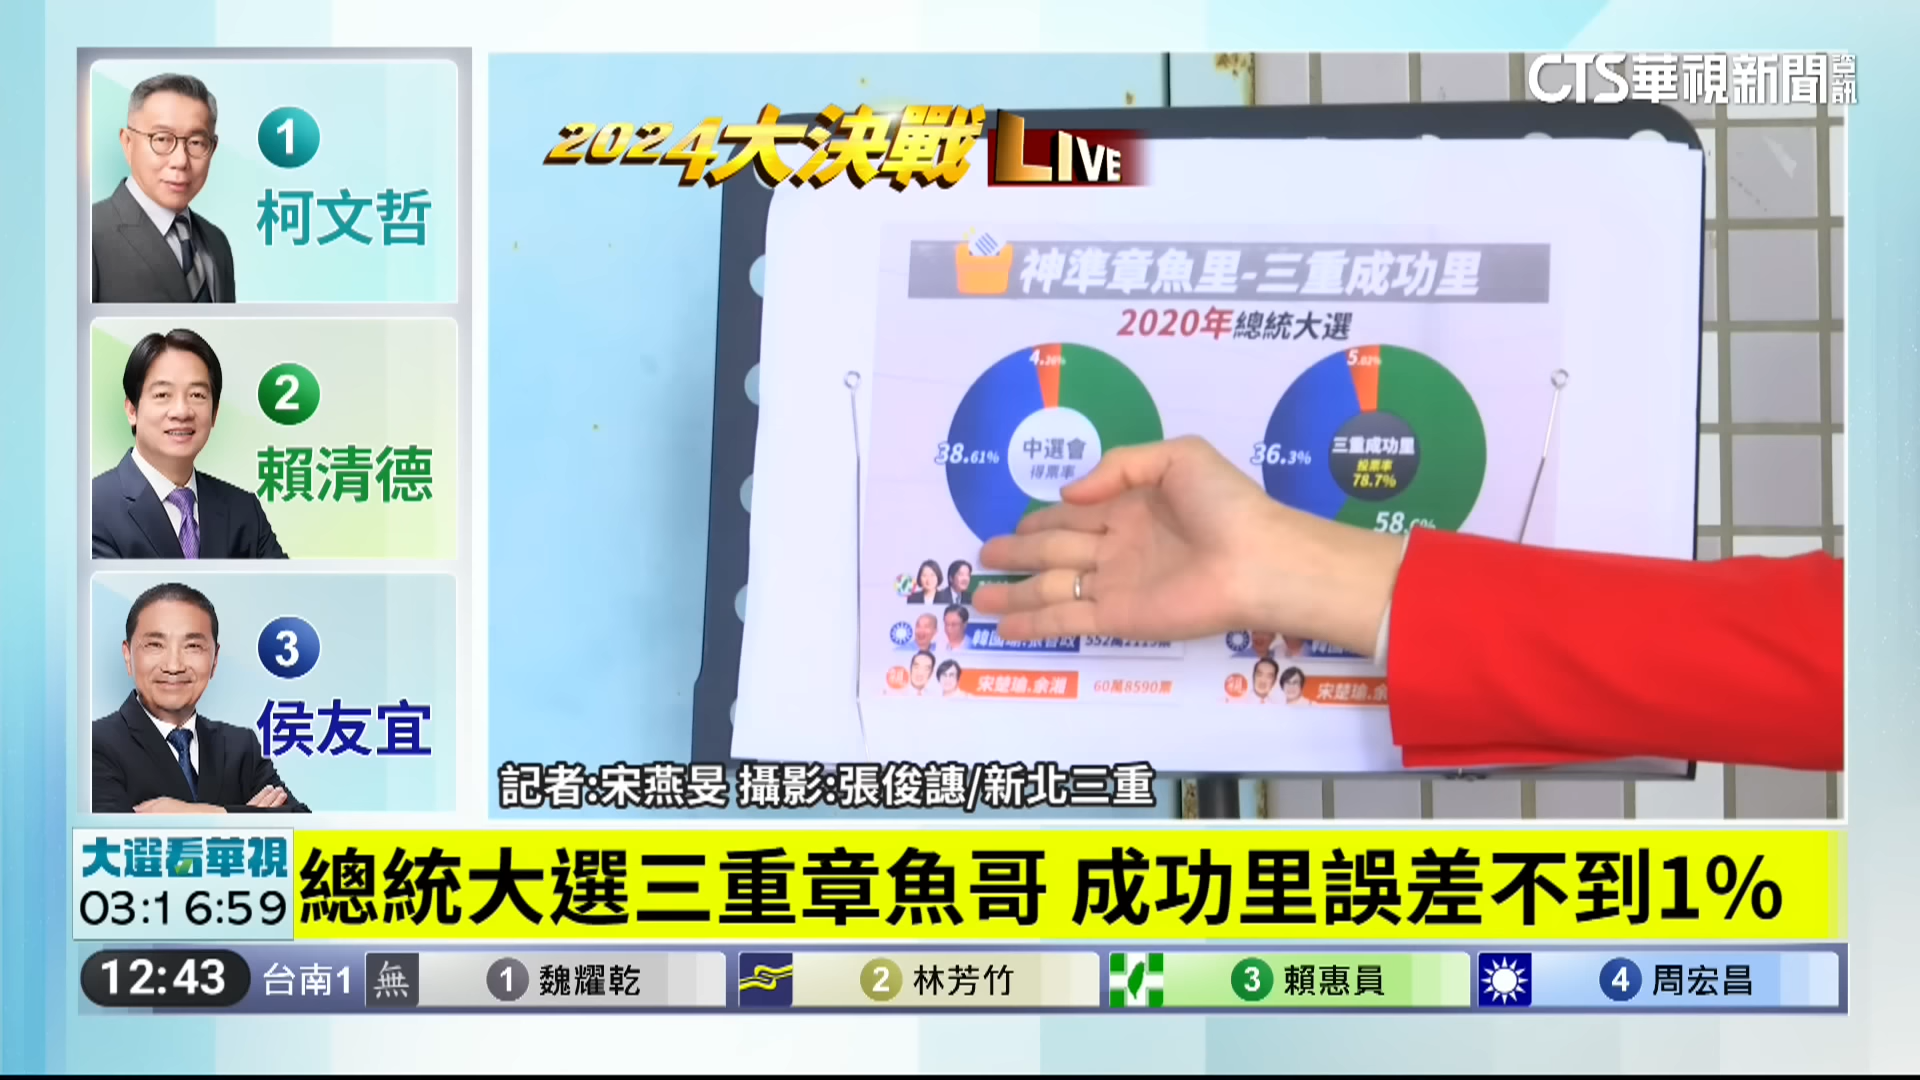 CTS華視新聞資訊
2024大決戰 LIVE
1
柯文哲
2
賴清德
3
侯友宜
神準章魚里-三重成功里
2020年總統大選
4.26%
38.61%
中選會
得票率
5.02%
36.3%
三重成功里
投票率
78.7%
58.
宋楚瑜.余湘
60萬8590票
宋楚瑜.余
記者:宋燕旻 攝影:張俊譓/新北三重
大選看華視
03:16:59
總統大選三重章魚哥 成功里誤差不到1%
12:43 台南1 無 1 魏耀乾 2 林芳竹 3 賴惠員 4 周宏昌